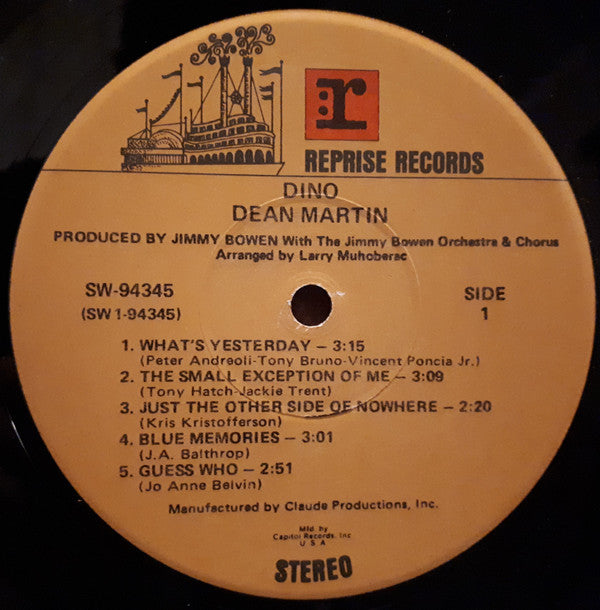 :r
REPRISE RECORDS
DINO
DEAN MARTIN
PRODUCED BY JIMMY BOWEN With The Jimmy Bowen Orchestra & Chorus
Arranged by Larry Muhoberac
SW-94345
(SW 1-94345)
SIDE
1
1. WHAT'S YESTERDAY – 3:15
(Peter Andreoli-Tony Bruno-Vincent Poncia Jr.)
2. THE SMALL EXCEPTION OF ME – 3:09
(Tony Hatch-Jackie Trent)
3. JUST THE OTHER SIDE OF NOWHERE – 2:20
(Kris Kristofferson)
4. BLUE MEMORIES – 3:01
(J.A. Balthrop)
5. GUESS WHO – 2:51
(Jo Anne Belvin)
Manufactured by Claude Productions, Inc.
Mfd. by
Capitol Records, Inc
U S A
STEREO